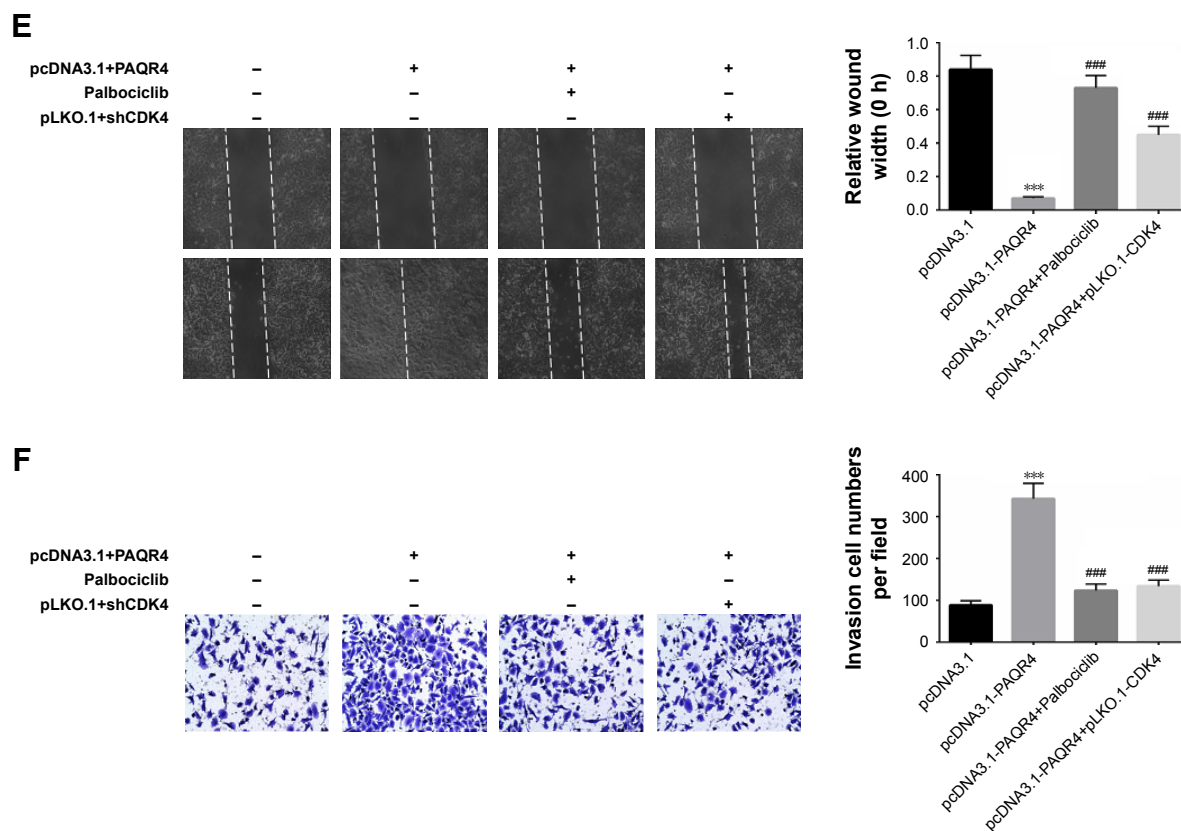 E
pcDNA3.1+PAQR4 – + + +
Palbociclib – – + –
pLKO.1+shCDK4 – – – +
Relative wound
width (0 h)
1.0
0.8
0.6
0.4
0.2
0.0
***
###
###
pcDNA3.1
pcDNA3.1-PAQR4
pcDNA3.1-PAQR4+Palbociclib
pcDNA3.1-PAQR4+pLKO.1-CDK4
F
pcDNA3.1+PAQR4 – + + +
Palbociclib – – + –
pLKO.1+shCDK4 – – – +
Invasion cell numbers
per field
400
300
200
100
0
***
###
###
pcDNA3.1
pcDNA3.1-PAQR4
pcDNA3.1-PAQR4+Palbociclib
pcDNA3.1-PAQR4+pLKO.1-CDK4